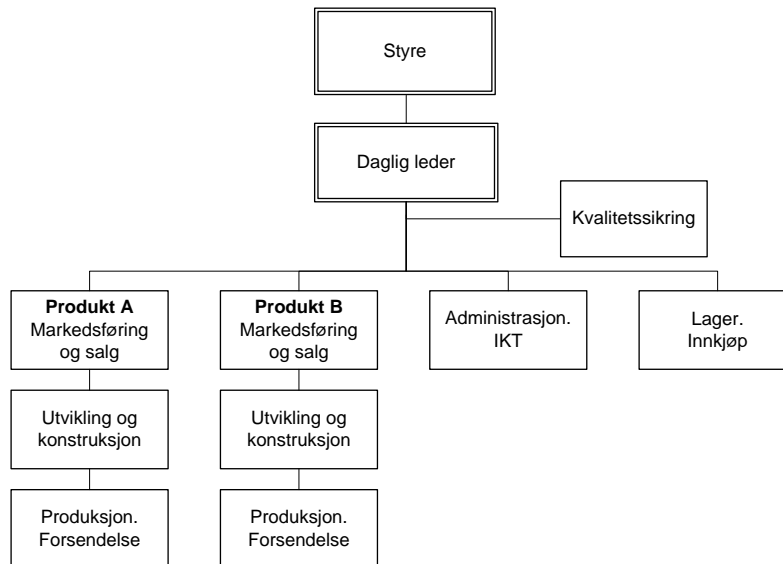 Styre
Daglig leder
Kvalitetssikring
Produkt A
Markedsføring
og salg
Produkt B
Markedsføring
og salg
Administrasjon.
IKT
Lager.
Innkjøp
Utvikling og
konstruksjon
Utvikling og
konstruksjon
Produksjon.
Forsendelse
Produksjon.
Forsendelse